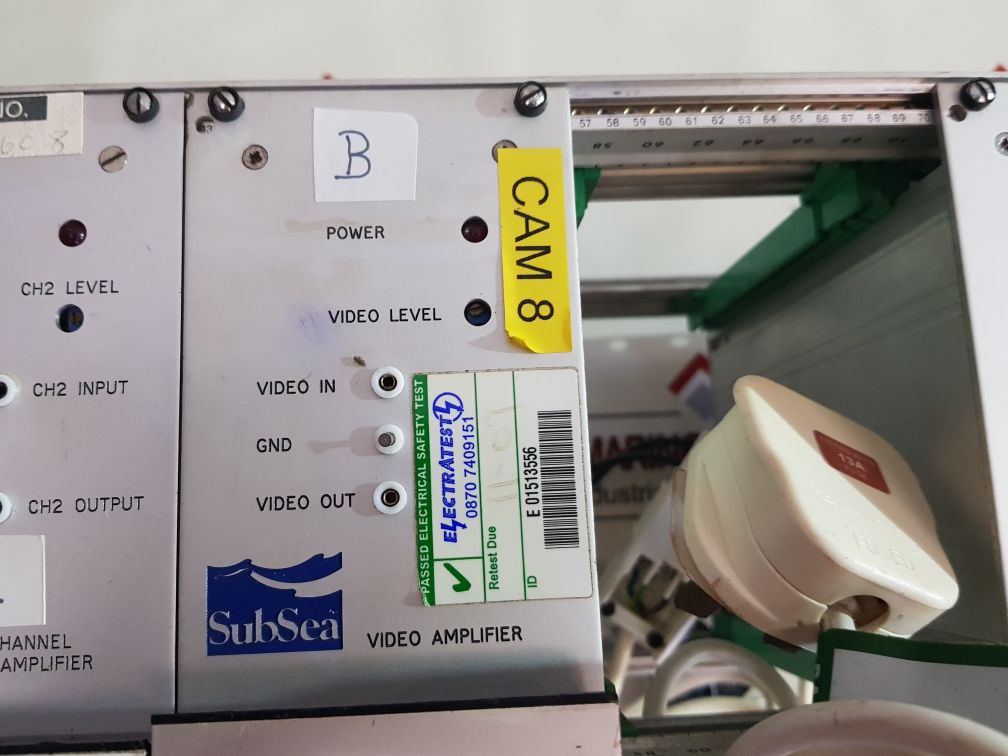 NO.
CH2 LEVEL
CH2 INPUT
CH2 OUTPUT
HANNEL
AMPLIFIER
B
CAM 8
POWER
VIDEO LEVEL
VIDEO IN
GND
VIDEO OUT
PASSED ELECTRICAL SAFETY TEST
ELECTRATEST
0870 7409151
Retest Due
ID
E 01513556
SubSea
VIDEO AMPLIFIER
57 58 59 60 61 62 63 64 65 66 67 68 69 70
13A
FUSED